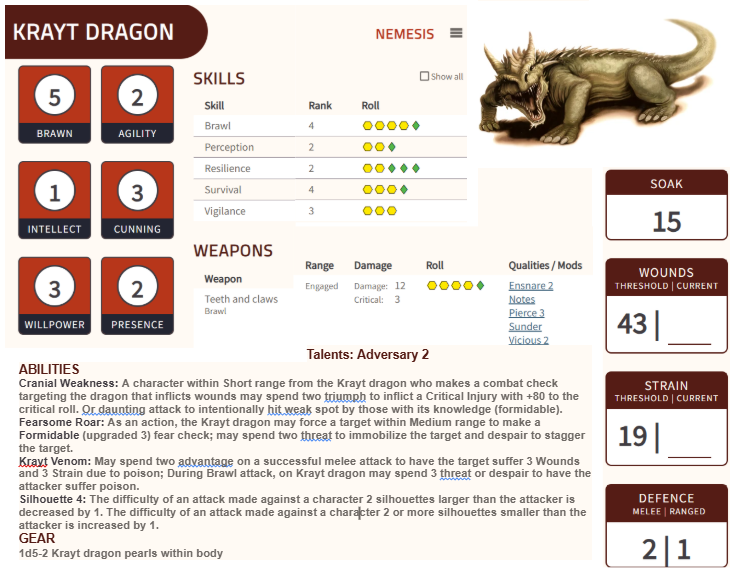 KRAYT DRAGON
NEMESIS
5
BRAWN
2
AGILITY
1
INTELLECT
3
CUNNING
3
WILLPOWER
2
PRESENCE
SKILLS
Show all
Skill Rank Roll
Brawl 4
Perception 2
Resilience 2
Survival 4
Vigilance 3
WEAPONS
Weapon Range Damage Roll Qualities / Mods
Teeth and claws Engaged Damage: 12 Ensnare 2
Brawl Critical: 3 Notes
Pierce 3
Sunder
Vicious 2
SOAK
15
WOUNDS
THRESHOLD | CURRENT
43 | ___
STRAIN
THRESHOLD | CURRENT
19 | ___
DEFENCE
MELEE | RANGED
2 | 1
Talents: Adversary 2
ABILITIES
Cranial Weakness: A character within Short range from the Krayt dragon who makes a combat check
targeting the dragon that inflicts wounds may spend two triumph to inflict a Critical Injury with +80 to the
critical roll. Or daunting attack to intentionally hit weak spot by those with its knowledge (formidable).
Fearsome Roar: As an action, the Krayt dragon may force a target within Medium range to make a
Formidable (upgraded 3) fear check; may spend two threat to immobilize the target and despair to stagger
the target.
Krayt Venom: May spend two advantage on a successful melee attack to have the target suffer 3 Wounds
and 3 Strain due to poison; During Brawl attack, on Krayt dragon may spend 3 threat or despair to have the
attacker suffer poison.
Silhouette 4: The difficulty of an attack made against a character 2 silhouettes larger than the attacker is
decreased by 1. The difficulty of an attack made against a character 2 or more silhouettes smaller than the
attacker is increased by 1.
GEAR
1d5-2 Krayt dragon pearls within body